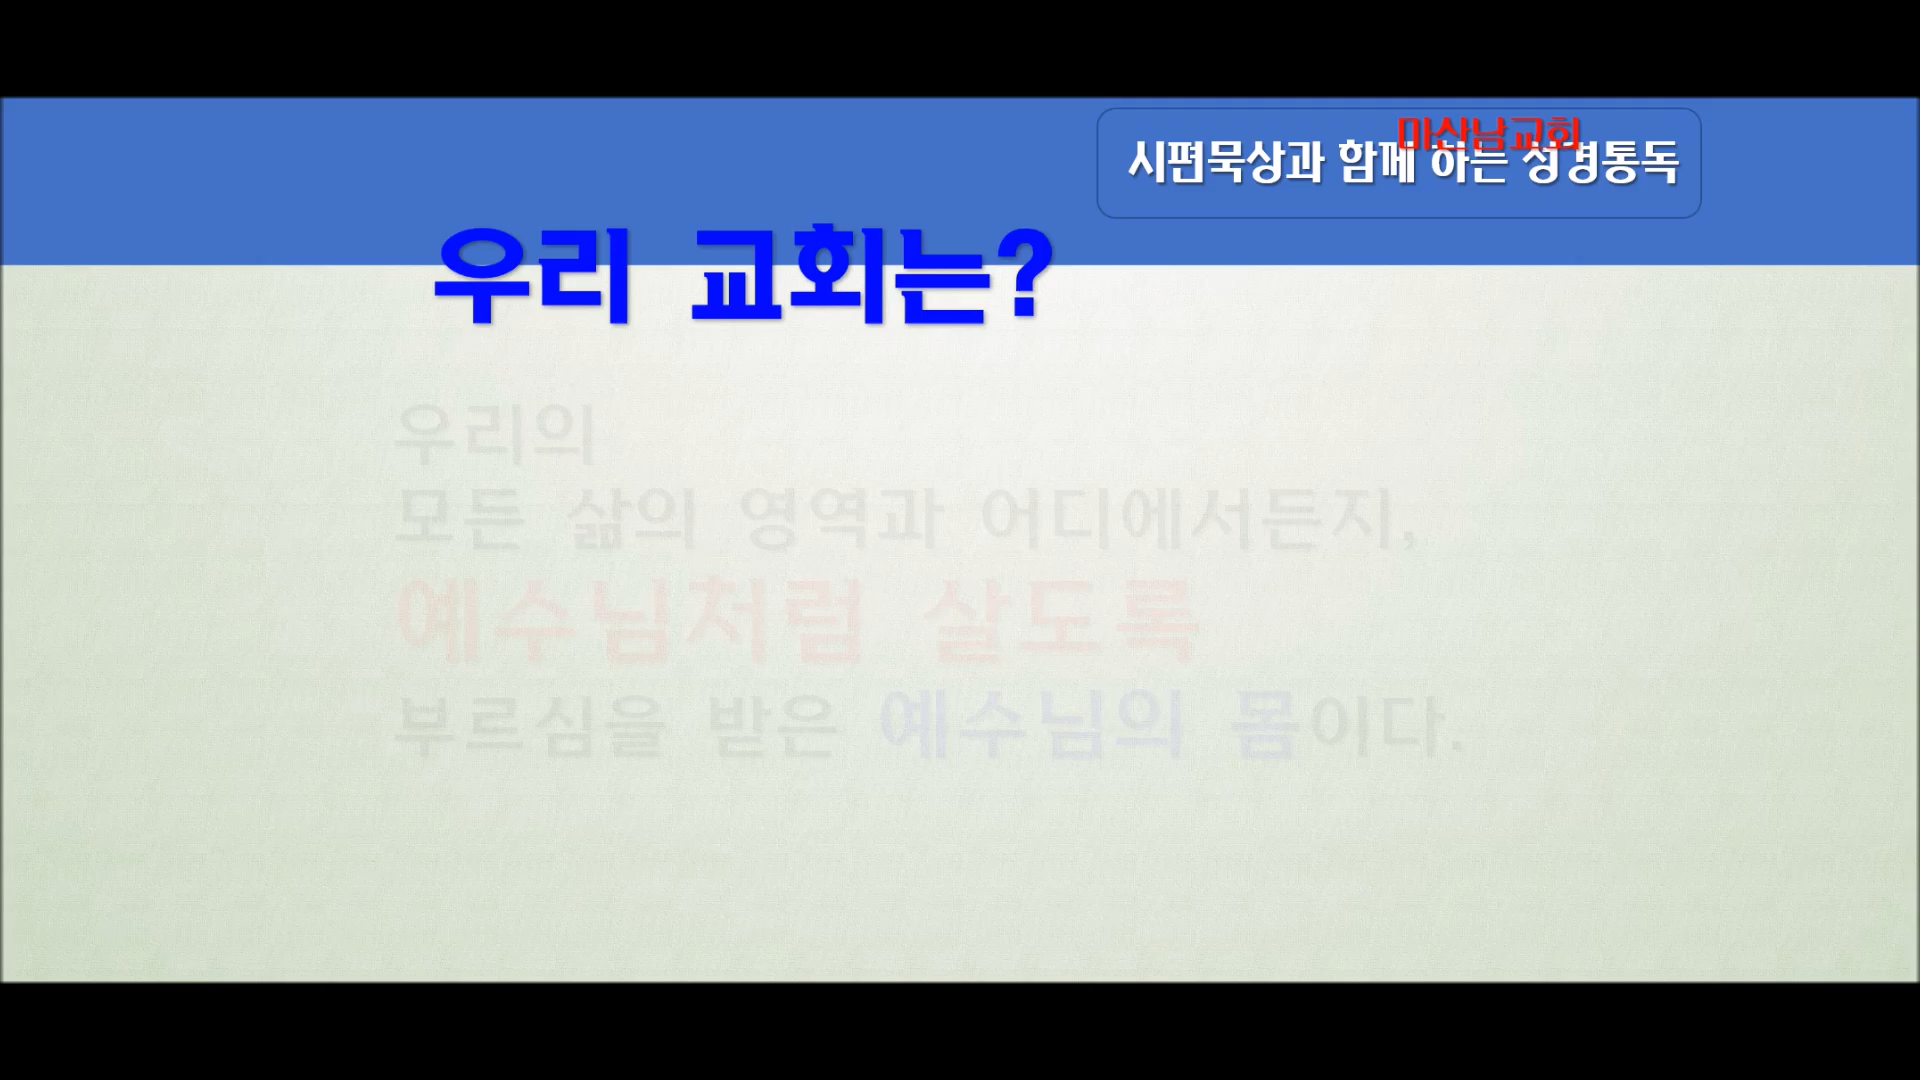 마산남교회
시편묵상과 함께 하는 성경통독
우리 교회는?
우리의
모든 삶의 영역과 어디에서든지,
예수님처럼 살도록
부르심을 받은 예수님의 몸이다.